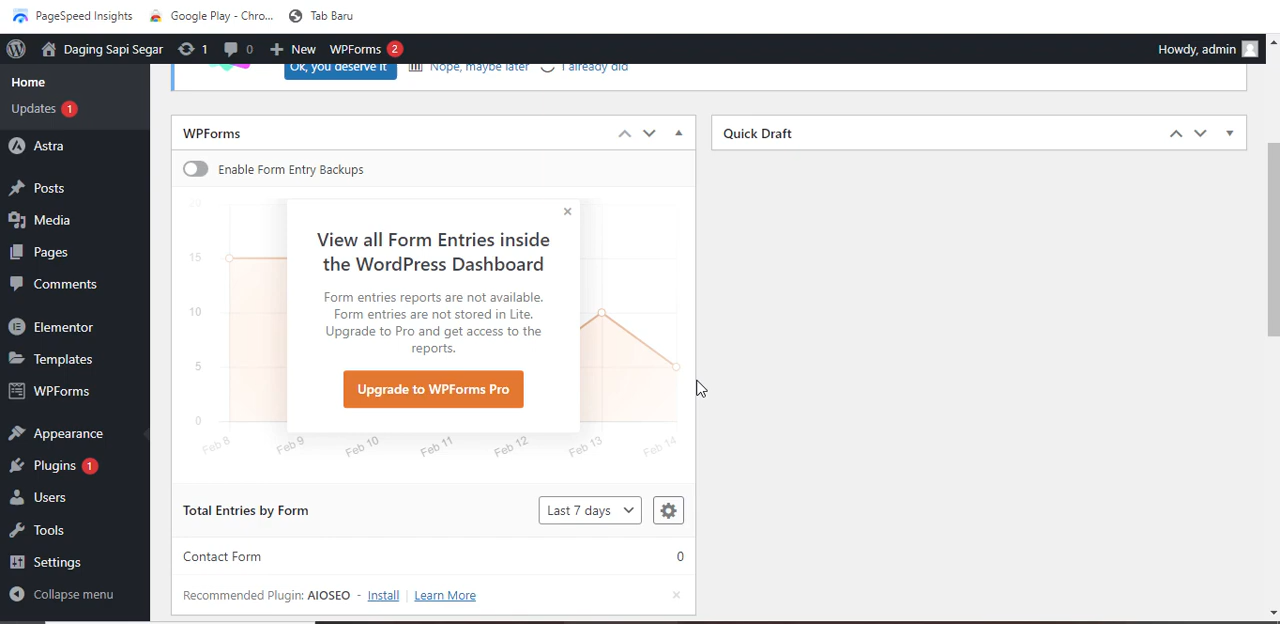 PageSpeed Insights Google Play - Chro... Tab Baru
Daging Sapi Segar 1 0 New WPForms 2 Howdy, admin
Home
Updates 1
Astra
Posts
Media
Pages
Comments
Elementor
Templates
WPForms
Appearance
Plugins 1
Users
Tools
Settings
Collapse menu
Ok, you deserve it Nope, maybe later I already did
WPForms
Enable Form Entry Backups
20
15
10
5
0
Feb 8 Feb 9 Feb 10 Feb 11 Feb 12 Feb 13 Feb 14
×
View all Form Entries inside
the WordPress Dashboard
Form entries reports are not available.
Form entries are not stored in Lite.
Upgrade to Pro and get access to the
reports.
Upgrade to WPForms Pro
Total Entries by Form Last 7 days
Contact Form 0
Recommended Plugin: AIOSEO - Install | Learn More ×
Quick Draft